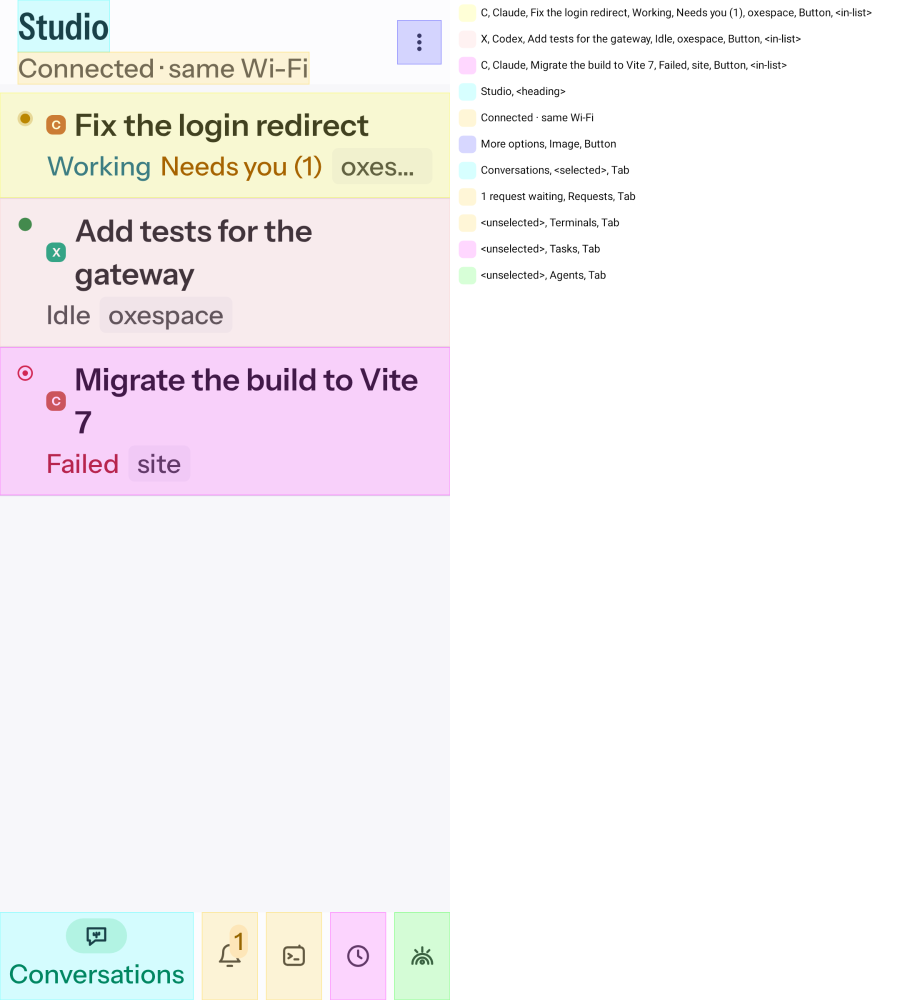 Studio
Connected · same Wi-Fi
C Fix the login redirect
Working Needs you (1) oxes...
X Add tests for the
gateway
Idle oxespace
C Migrate the build to Vite
7
Failed site
1
Conversations
C, Claude, Fix the login redirect, Working, Needs you (1), oxespace, Button, <in-list>
X, Codex, Add tests for the gateway, Idle, oxespace, Button, <in-list>
C, Claude, Migrate the build to Vite 7, Failed, site, Button, <in-list>
Studio, <heading>
Connected · same Wi-Fi
More options, Image, Button
Conversations, <selected>, Tab
1 request waiting, Requests, Tab
<unselected>, Terminals, Tab
<unselected>, Tasks, Tab
<unselected>, Agents, Tab